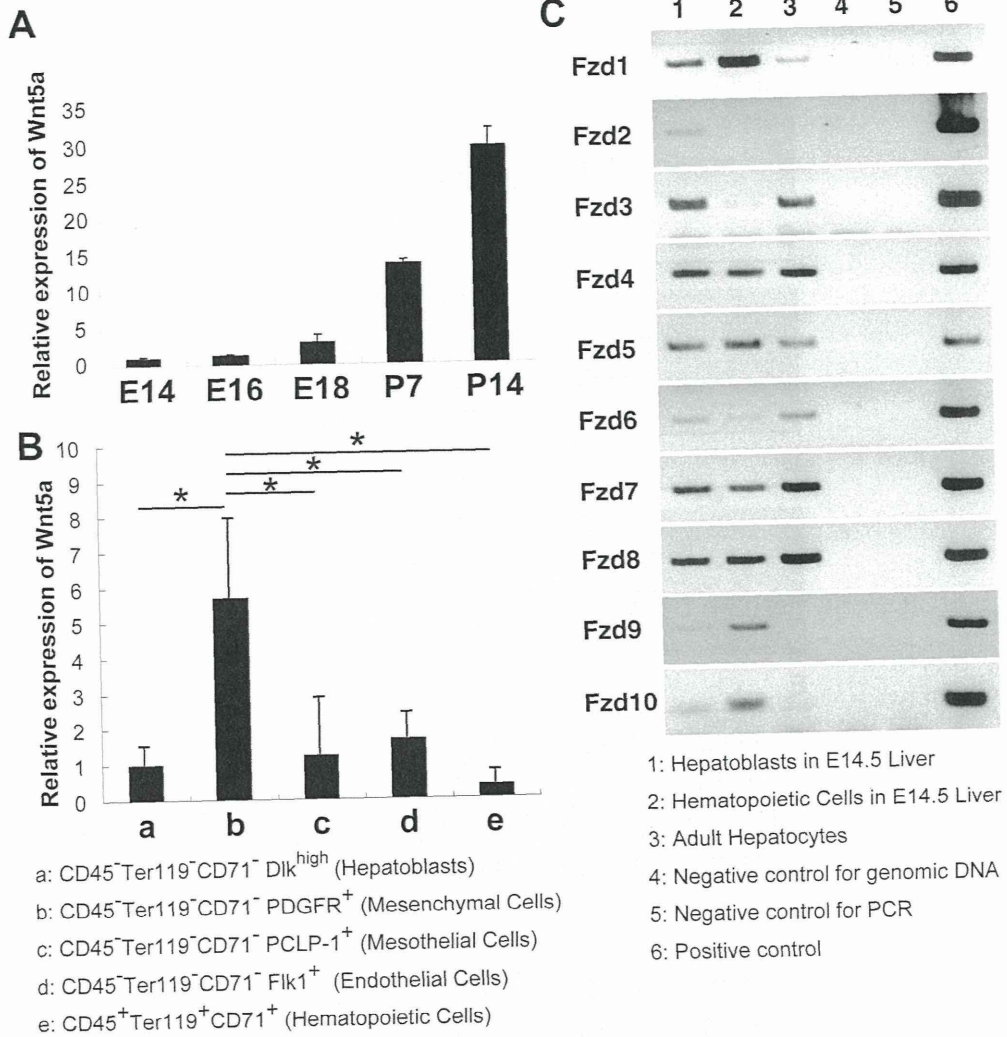 A
Relative expression of Wnt5a
35
30
25
20
15
10
5
0
E14 E16 E18 P7 P14
B
Relative expression of Wnt5a
10
9
8
7
6
5
4
3
2
1
0
* * * *
a b c d e
a: CD45-Ter119-CD71- Dlkhigh (Hepatoblasts)
b: CD45-Ter119-CD71- PDGFR+ (Mesenchymal Cells)
c: CD45-Ter119-CD71- PCLP-1+ (Mesothelial Cells)
d: CD45-Ter119-CD71- Flk1+ (Endothelial Cells)
e: CD45+Ter119+CD71+ (Hematopoietic Cells)
C
1 2 3 4 5 6
Fzd1
Fzd2
Fzd3
Fzd4
Fzd5
Fzd6
Fzd7
Fzd8
Fzd9
Fzd10
1: Hepatoblasts in E14.5 Liver
2: Hematopoietic Cells in E14.5 Liver
3: Adult Hepatocytes
4: Negative control for genomic DNA
5: Negative control for PCR
6: Positive control